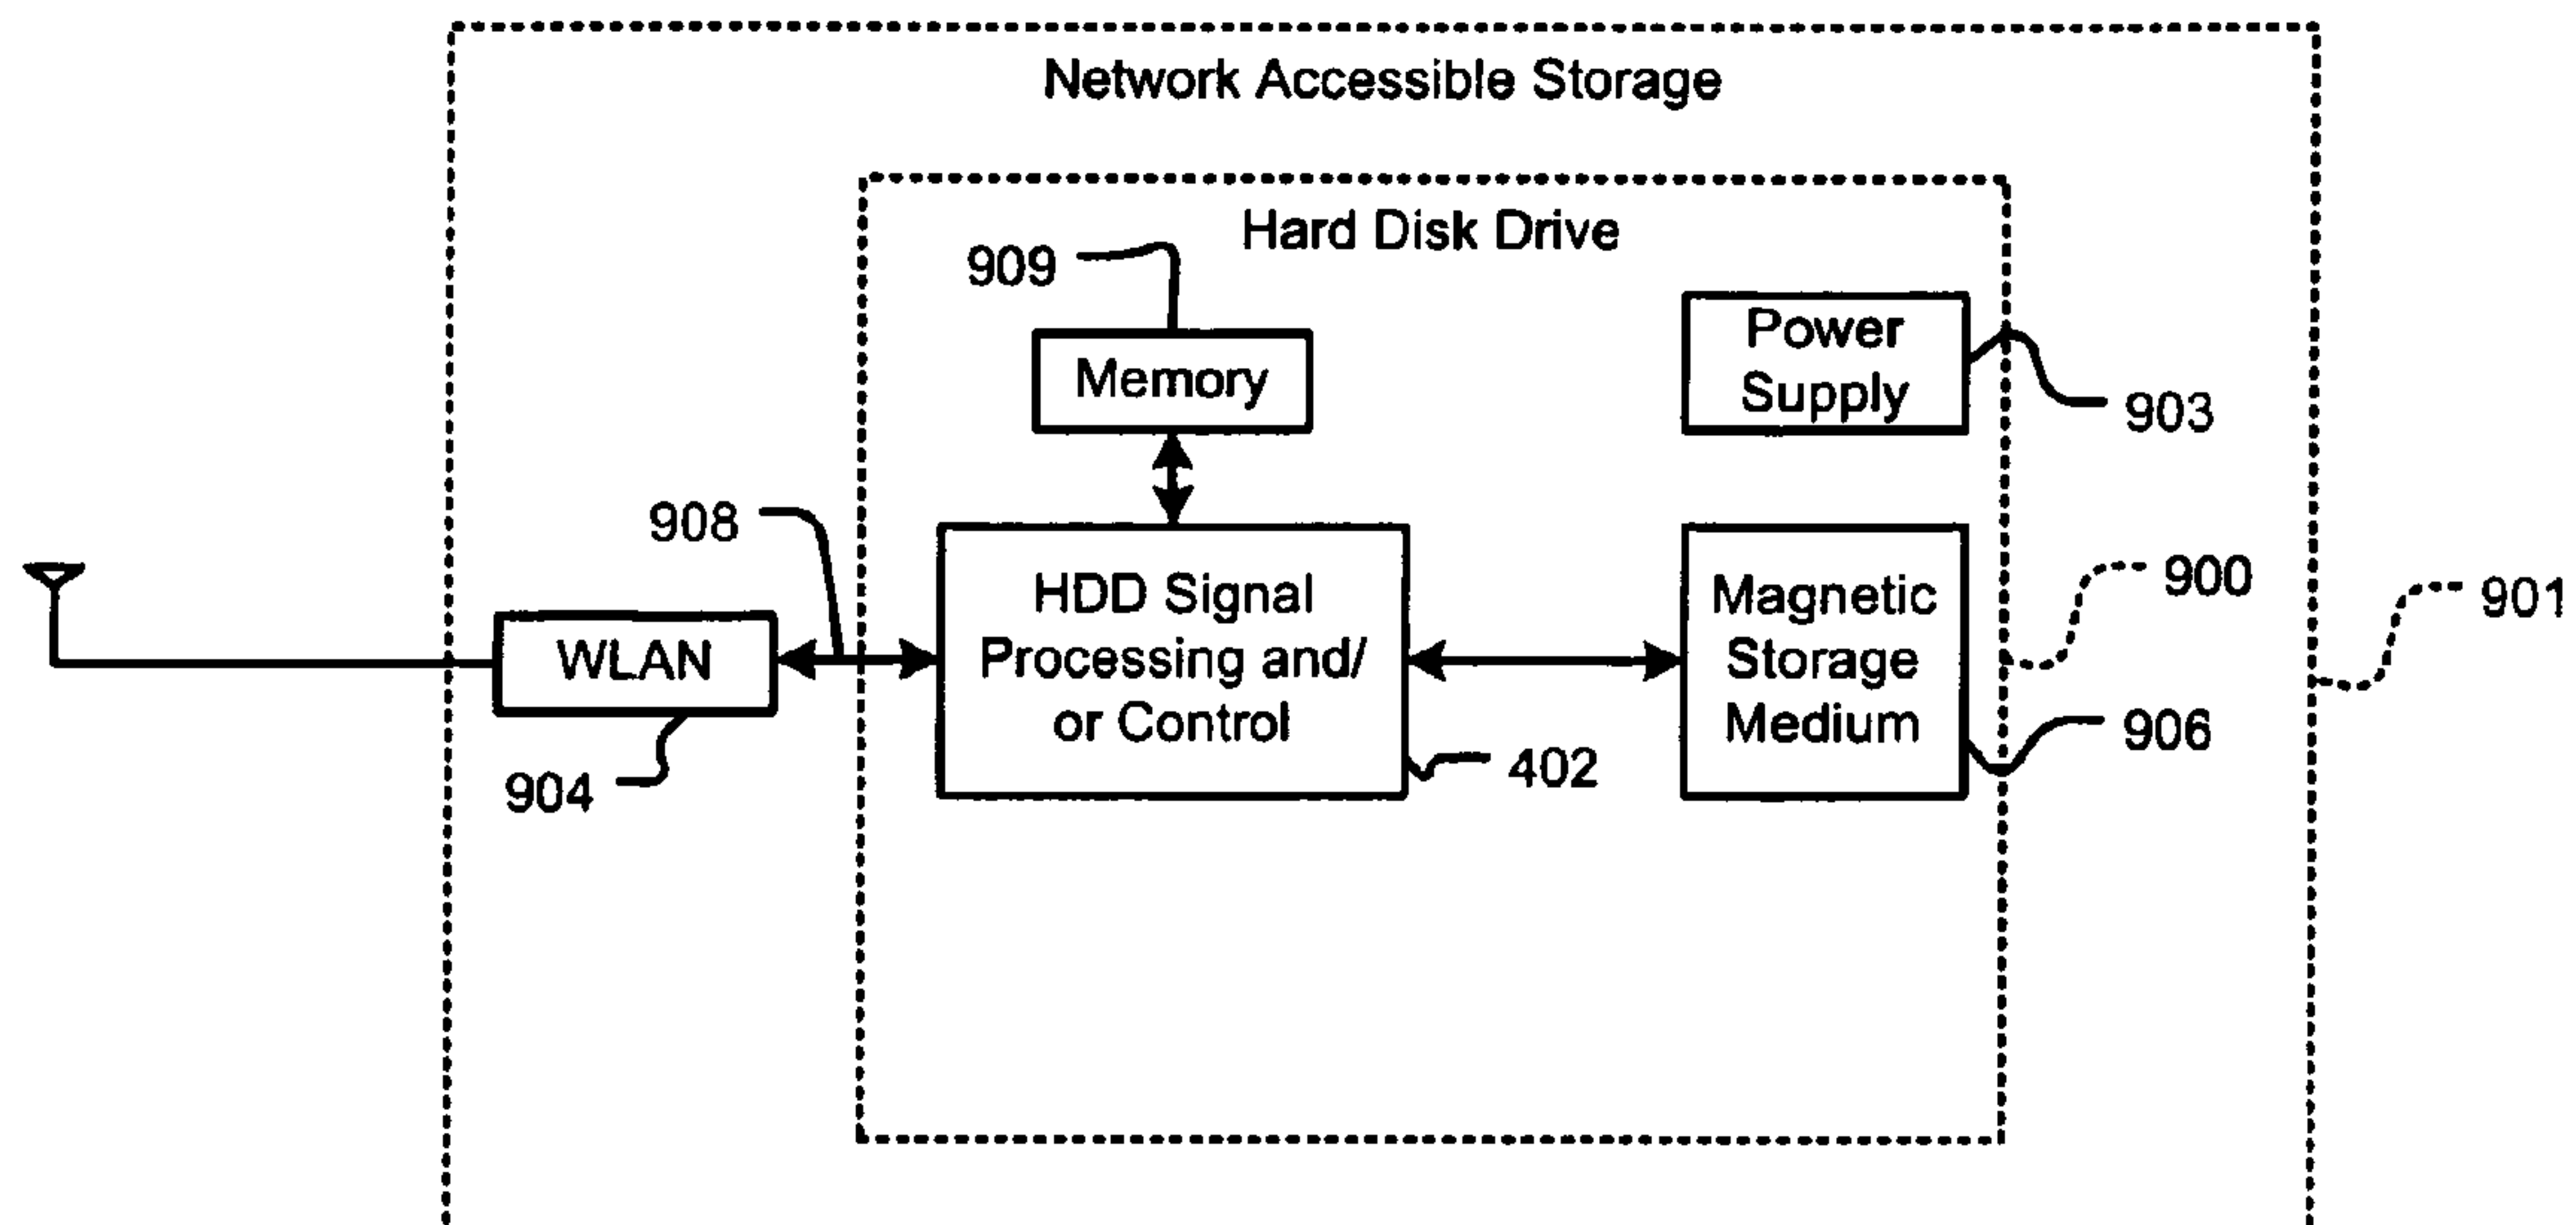 Network Accessible Storage
Hard Disk Drive
909
Memory
Power
Supply
903
908
WLAN
904
HDD Signal
Processing and/
or Control
402
Magnetic
Storage
Medium
900
901
906